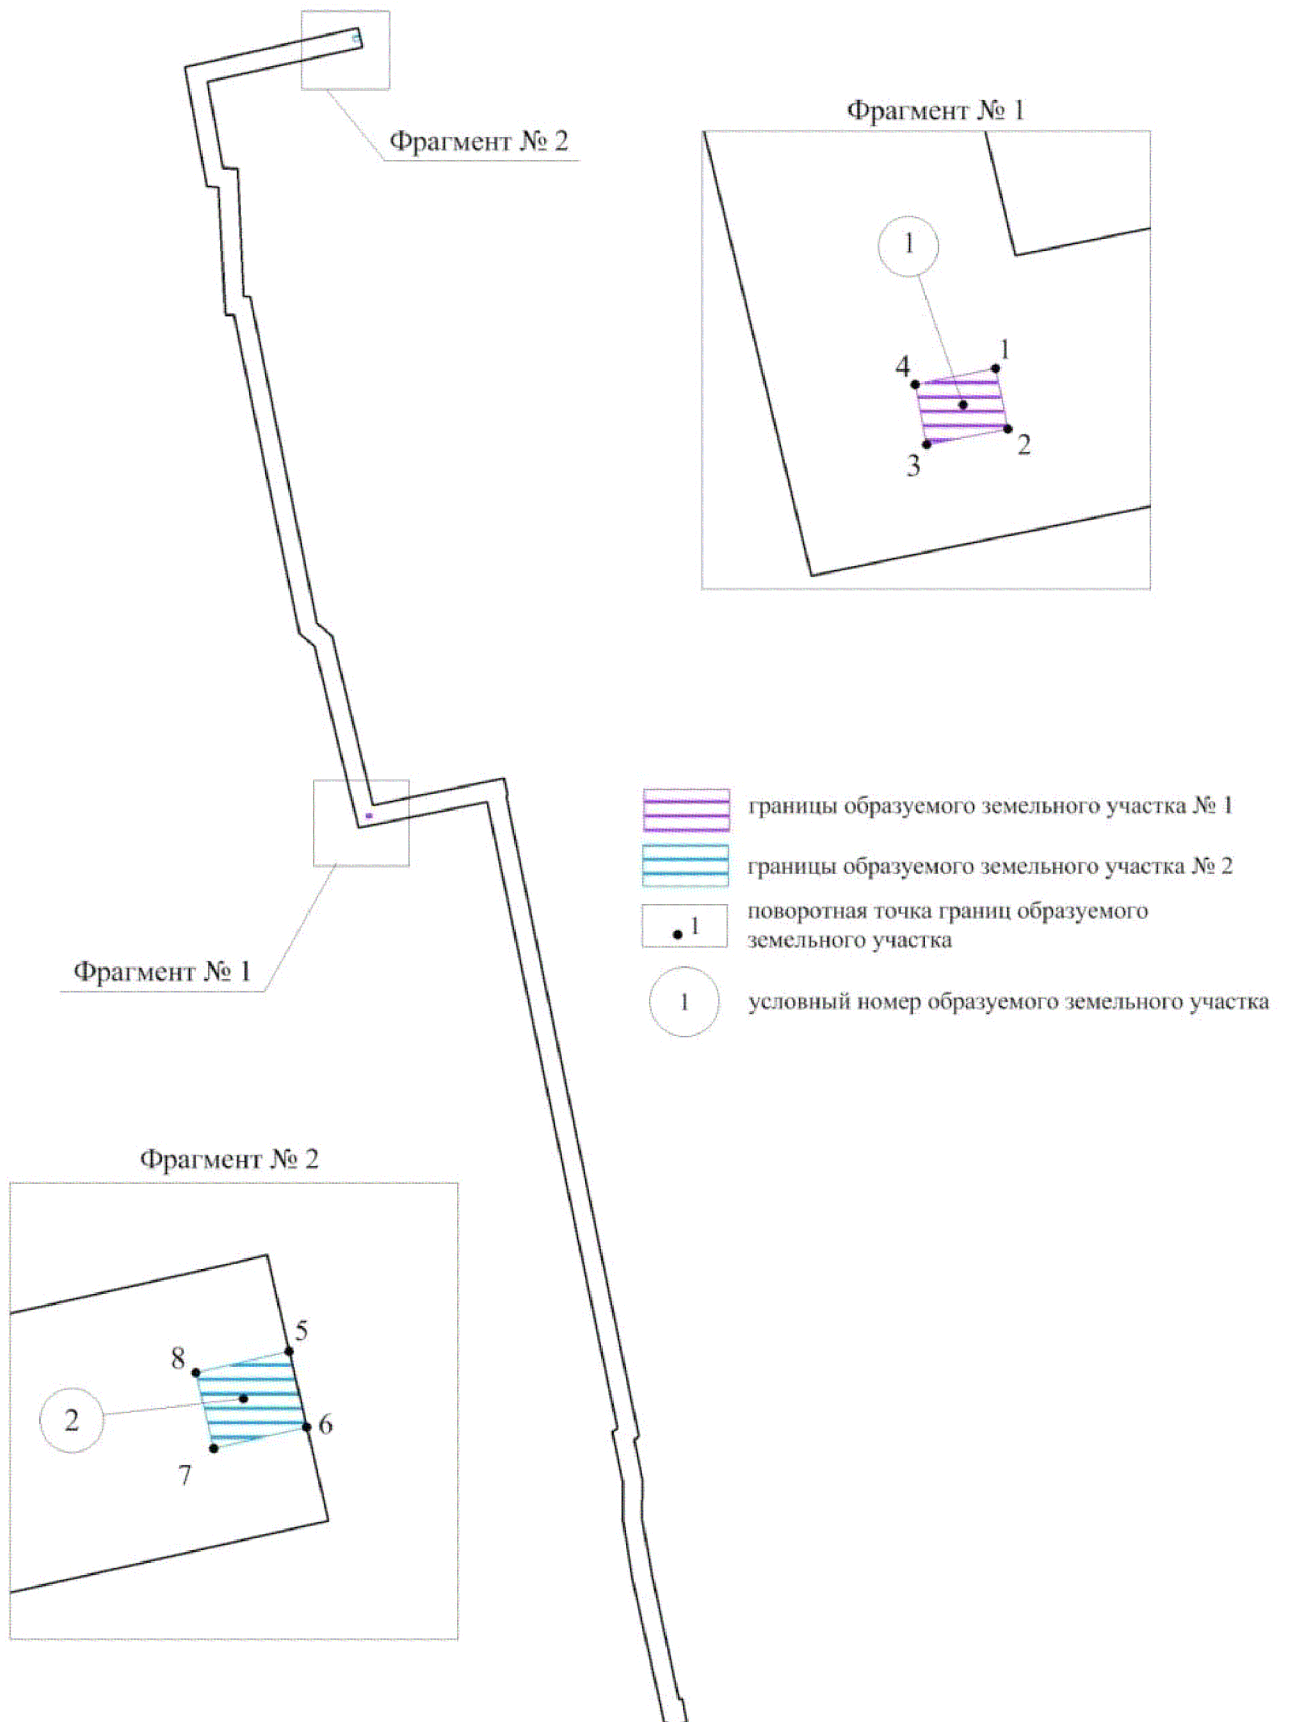 Фрагмент № 1
Фрагмент № 2
1
1
4
2
3
границы образуемого земельного участка № 1
границы образуемого земельного участка № 2
поворотная точка границ образуемого
1
земельного участка
Фрагмент № 1
1
условный номер образуемого земельного участка
Фрагмент № 2
5
8
2
6
7